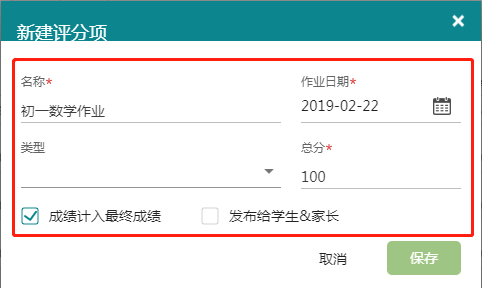 新建评分项
名称* 作业日期*
初一数学作业 2019-02-22
类型 总分*
100
成绩计入最终成绩 发布给学生&家长
取消 保存